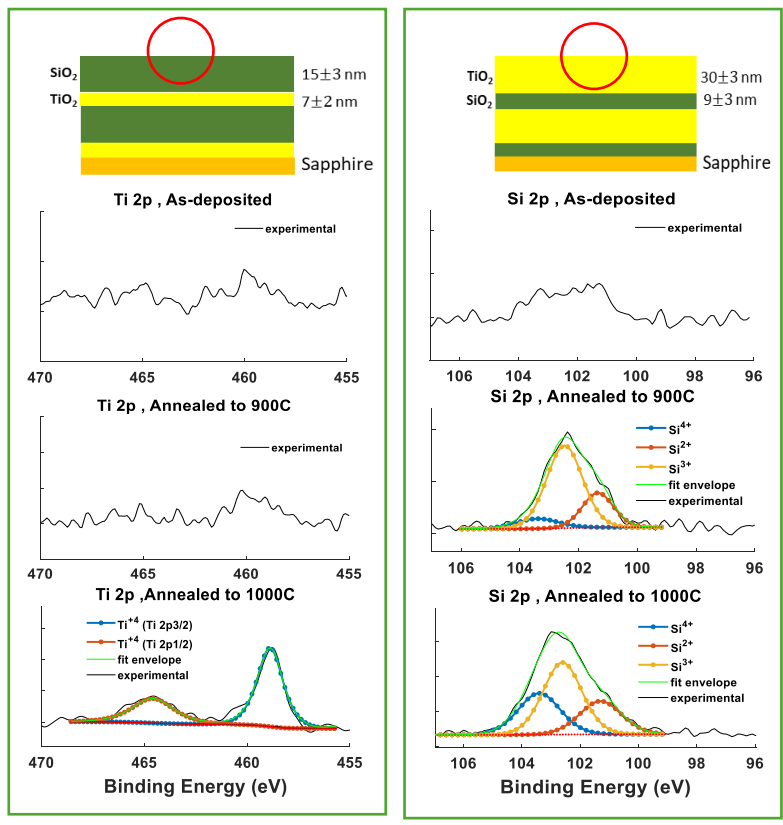 SiO2
15±3 nm
TiO2
7±2 nm
Sapphire
Ti 2p , As-deposited
experimental
470 465 460 455
Ti 2p , Annealed to 900C
experimental
470 465 460 455
Ti 2p ,Annealed to 1000C
Ti+4 (Ti 2p3/2)
Ti+4 (Ti 2p1/2)
fit envelope
experimental
470 465 460 455
Binding Energy (eV)
TiO2
30±3 nm
SiO2
9±3 nm
Sapphire
Si 2p , As-deposited
experimental
106 104 102 100 98 96
Si 2p , Annealed to 900C
Si4+
Si2+
Si3+
fit envelope
experimental
106 104 102 100 98 96
Si 2p , Annealed to 1000C
Si4+
Si2+
Si3+
fit envelope
experimental
106 104 102 100 98 96
Binding Energy (eV)